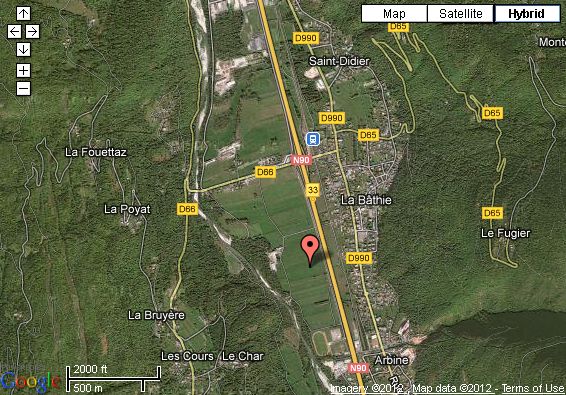 Map Satellite Hybrid
D990
D65
Saint-Didier
D65
D990
D65
La Fouettaz
N90
D66
33
La Poyat
D66
La Bâthie
D65
Le Fugier
D990
La Bruyère
Les Cours Le Char
Arbine
N90
2000 ft
500 m
Google
Imagery ©2012 , Map data ©2012 - Terms of Use